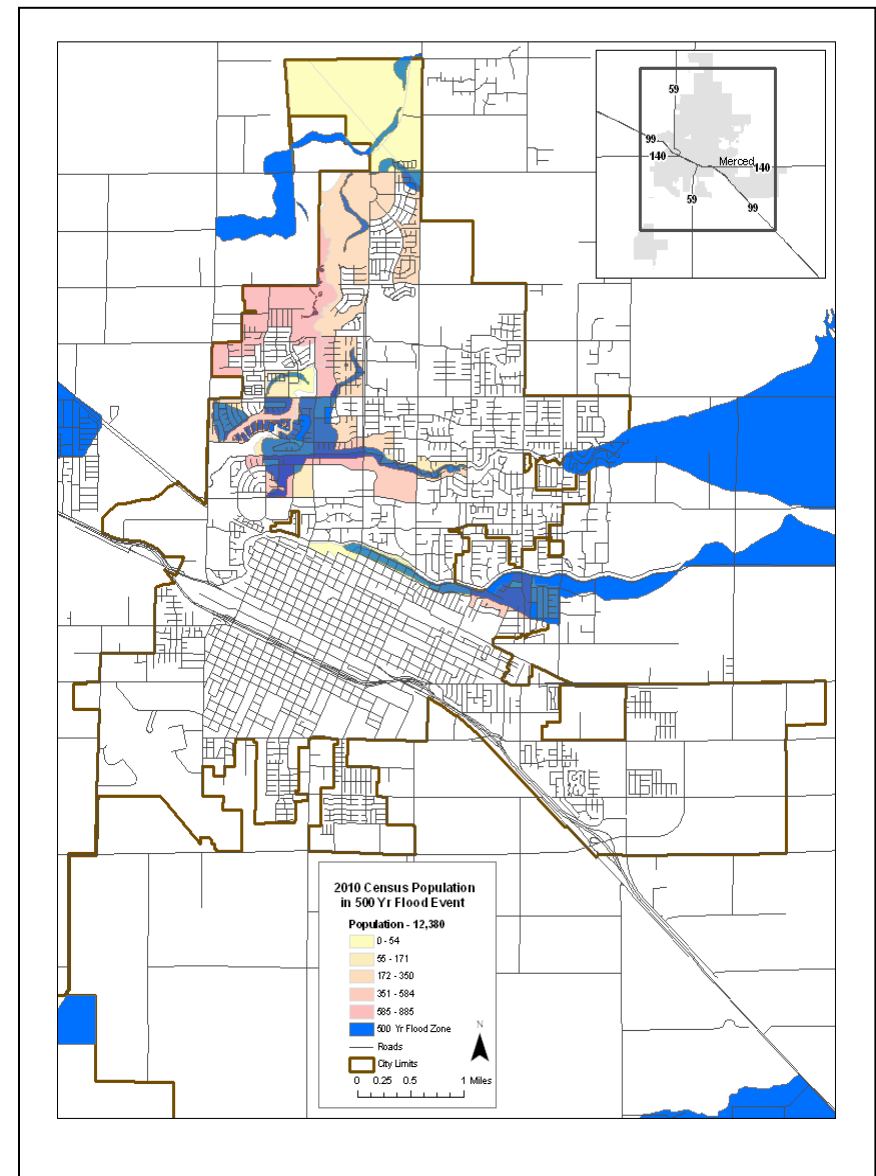 59
99
140
Merced
140
59
99
2010 Census Population
in 500 Yr Flood Event
Population - 12,380
0 - 54
55 - 171
172 - 350
351 - 584
585 - 885
500 Yr Flood Zone
Roads
City Limits
N
0 0.25 0.5 1 Miles